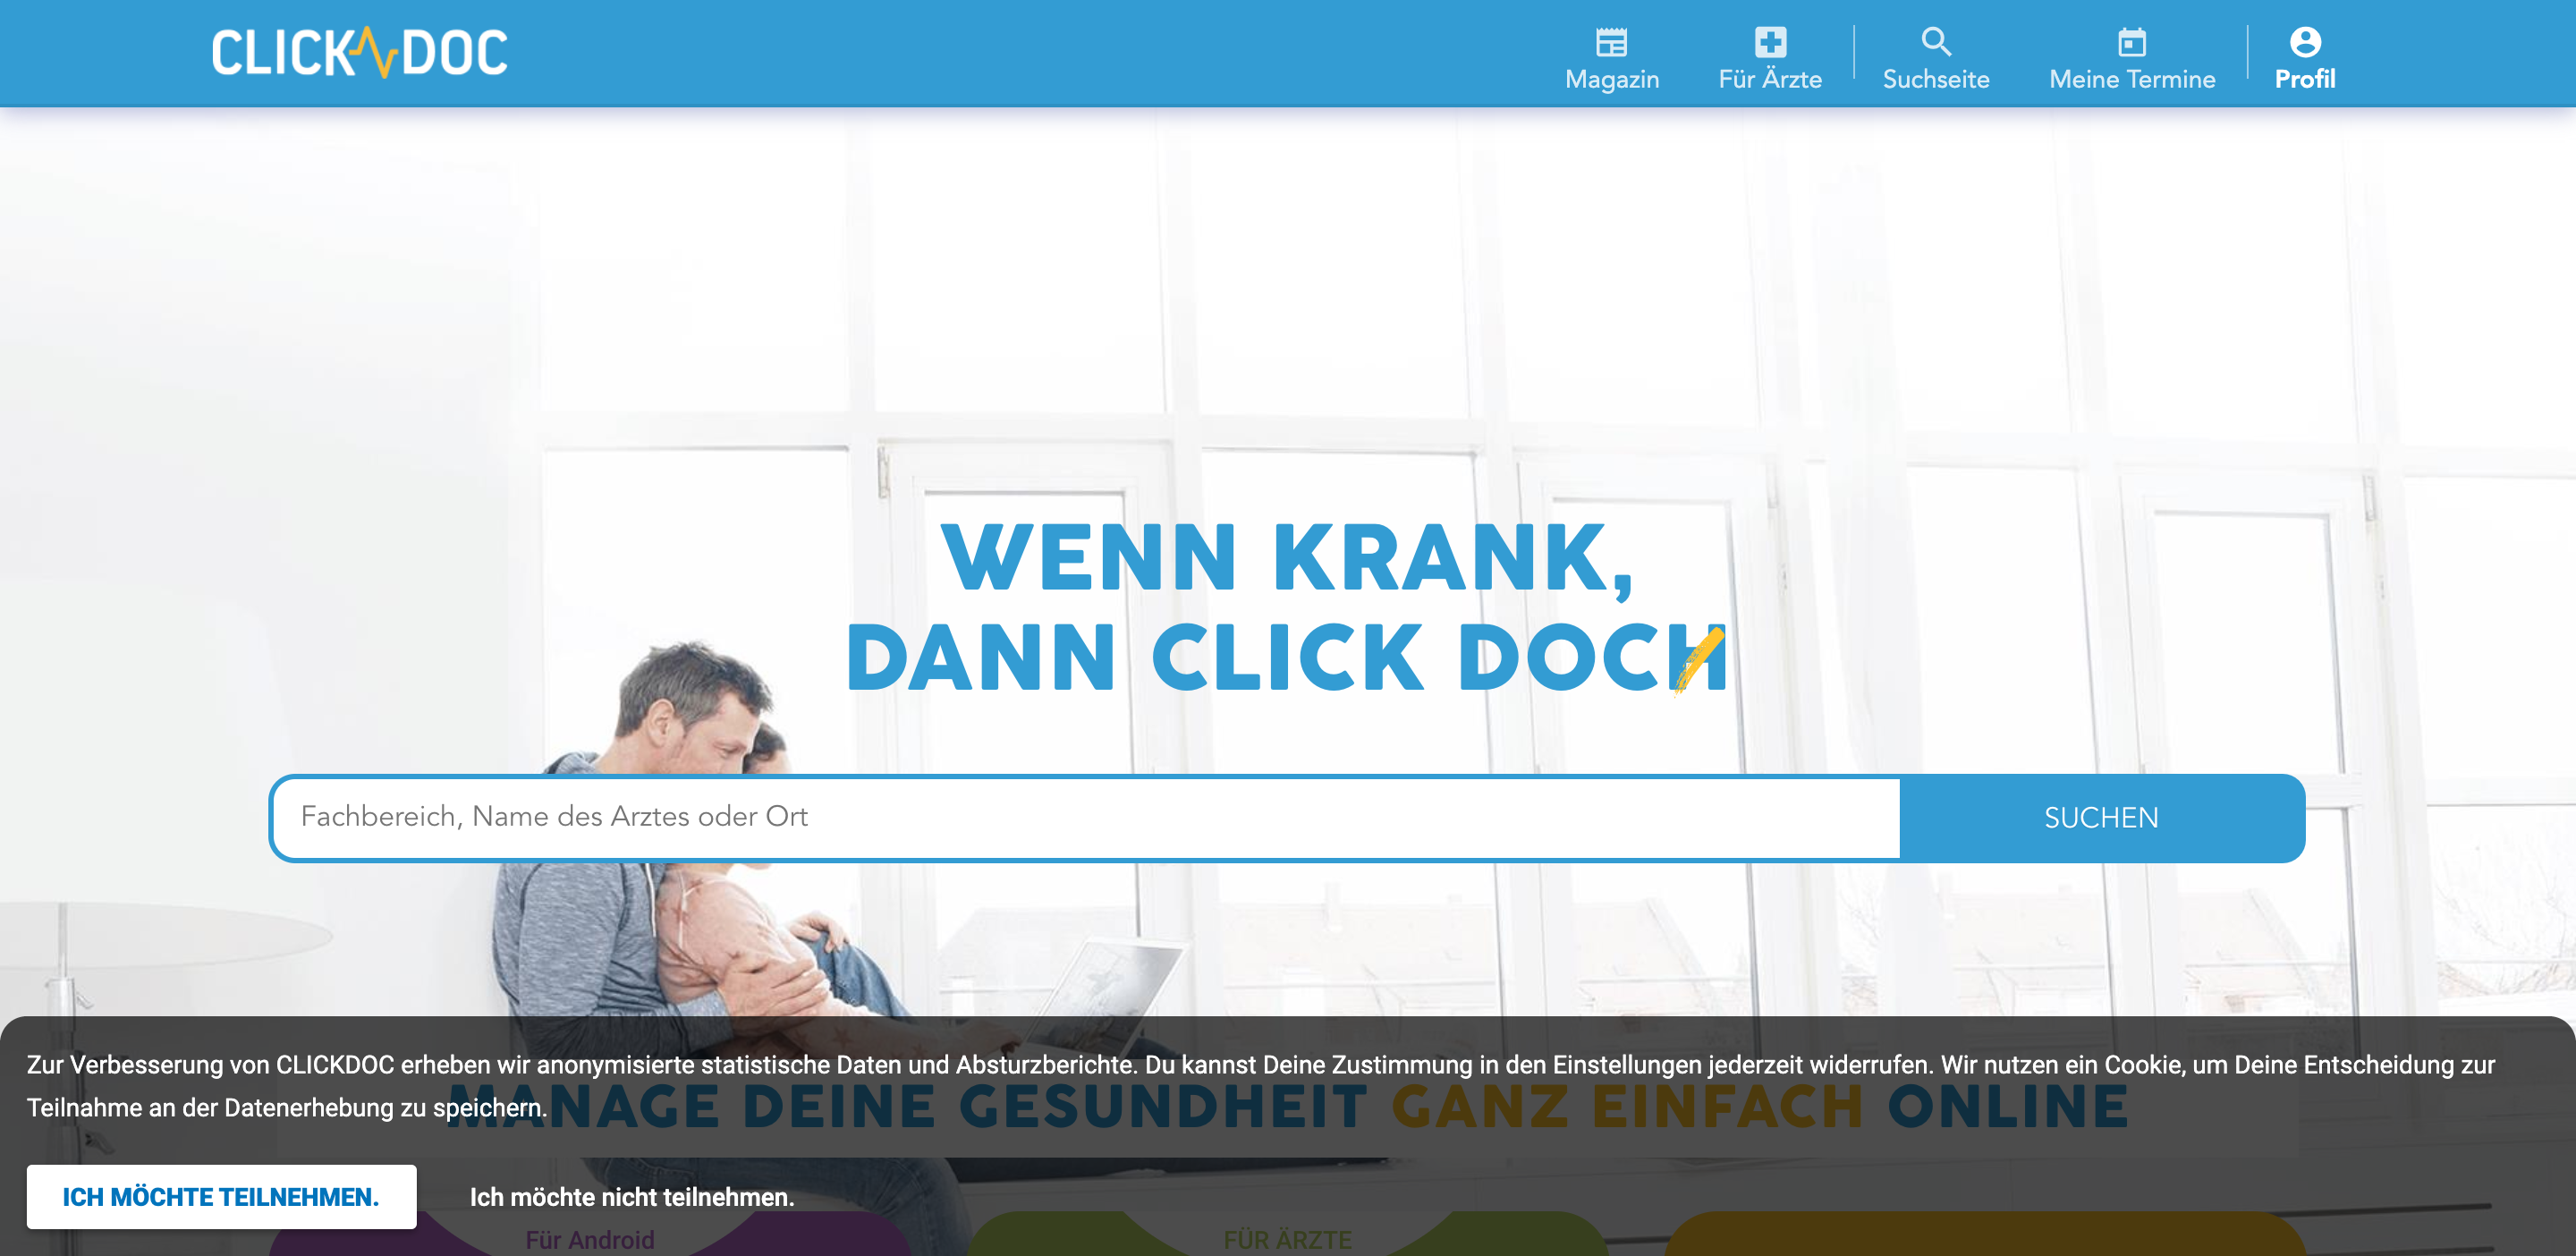 CLICKDOC
Magazin
Für Ärzte
Suchseite
Meine Termine
Profil
WENN KRANK,
DANN CLICK DOCH
Fachbereich, Name des Arztes oder Ort
SUCHEN
Zur Verbesserung von CLICKDOC erheben wir anonymisierte statistische Daten und Absturzberichte. Du kannst Deine Zustimmung in den Einstellungen jederzeit widerrufen. Wir nutzen ein Cookie, um Deine Entscheidung zur
Teilnahme an der Datenerhebung zu speichern.
MANAGE DEINE GESUNDHEIT GANZ EINFACH ONLINE
ICH MÖCHTE TEILNEHMEN.
Ich möchte nicht teilnehmen.
Für Android
FÜR ÄRZTE